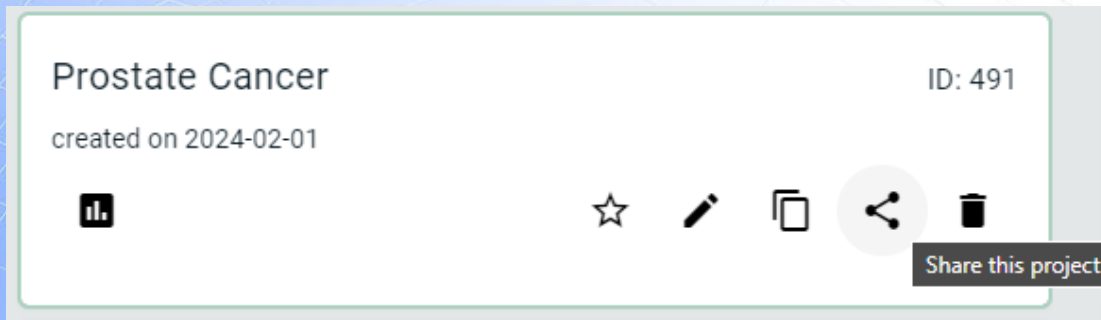 Prostate Cancer
ID: 491
created on 2024-02-01
Share this project